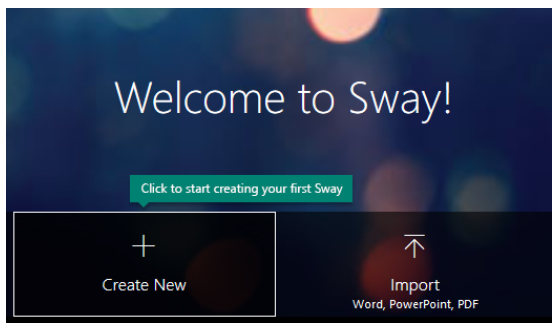 Welcome to Sway!
Click to start creating your first Sway
Create New
Import
Word, PowerPoint, PDF